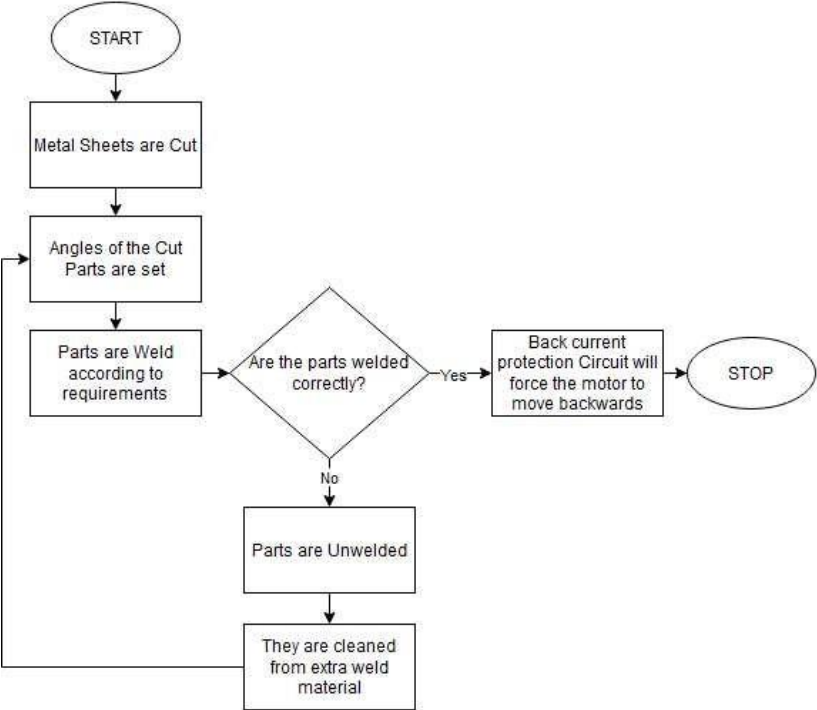 START
Metal Sheets are Cut
Angles of the Cut
Parts are set
Parts are Weld
according to
requirements
Are the parts welded
correctly?
Yes
Back current
protection Circuit will
force the motor to
move backwards
STOP
No
Parts are Unwelded
They are cleaned
from extra weld
material